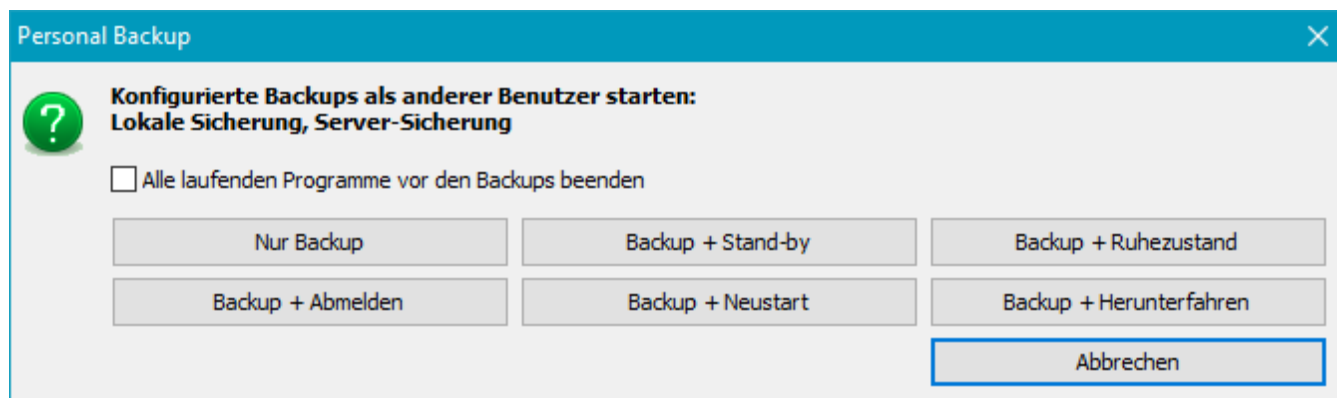 Personal Backup
Konfigurierte Backups als anderer Benutzer starten:
Lokale Sicherung, Server-Sicherung
Alle laufenden Programme vor den Backups beenden
Nur Backup
Backup + Stand-by
Backup + Ruhezustand
Backup + Abmelden
Backup + Neustart
Backup + Herunterfahren
Abbrechen